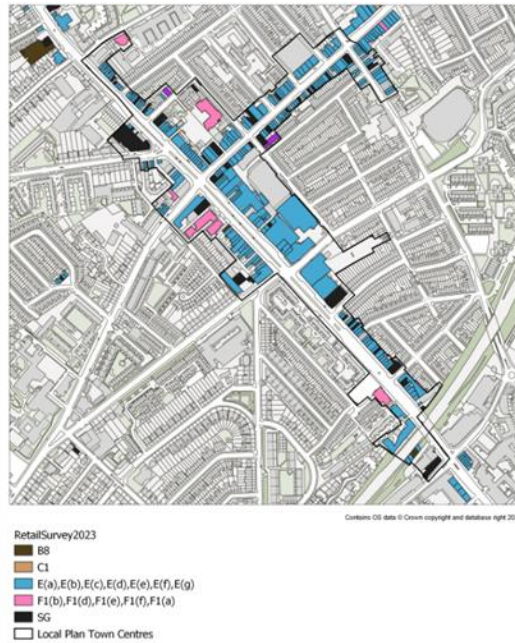 Contains OS data © Crown copyright and database right 20
RetailSurvey2023
B8
C1
E(a),E(b),E(c),E(d),E(e),E(f),E(g)
F1(b),F1(d),F1(e),F1(f),F1(a)
SG
Local Plan Town Centres